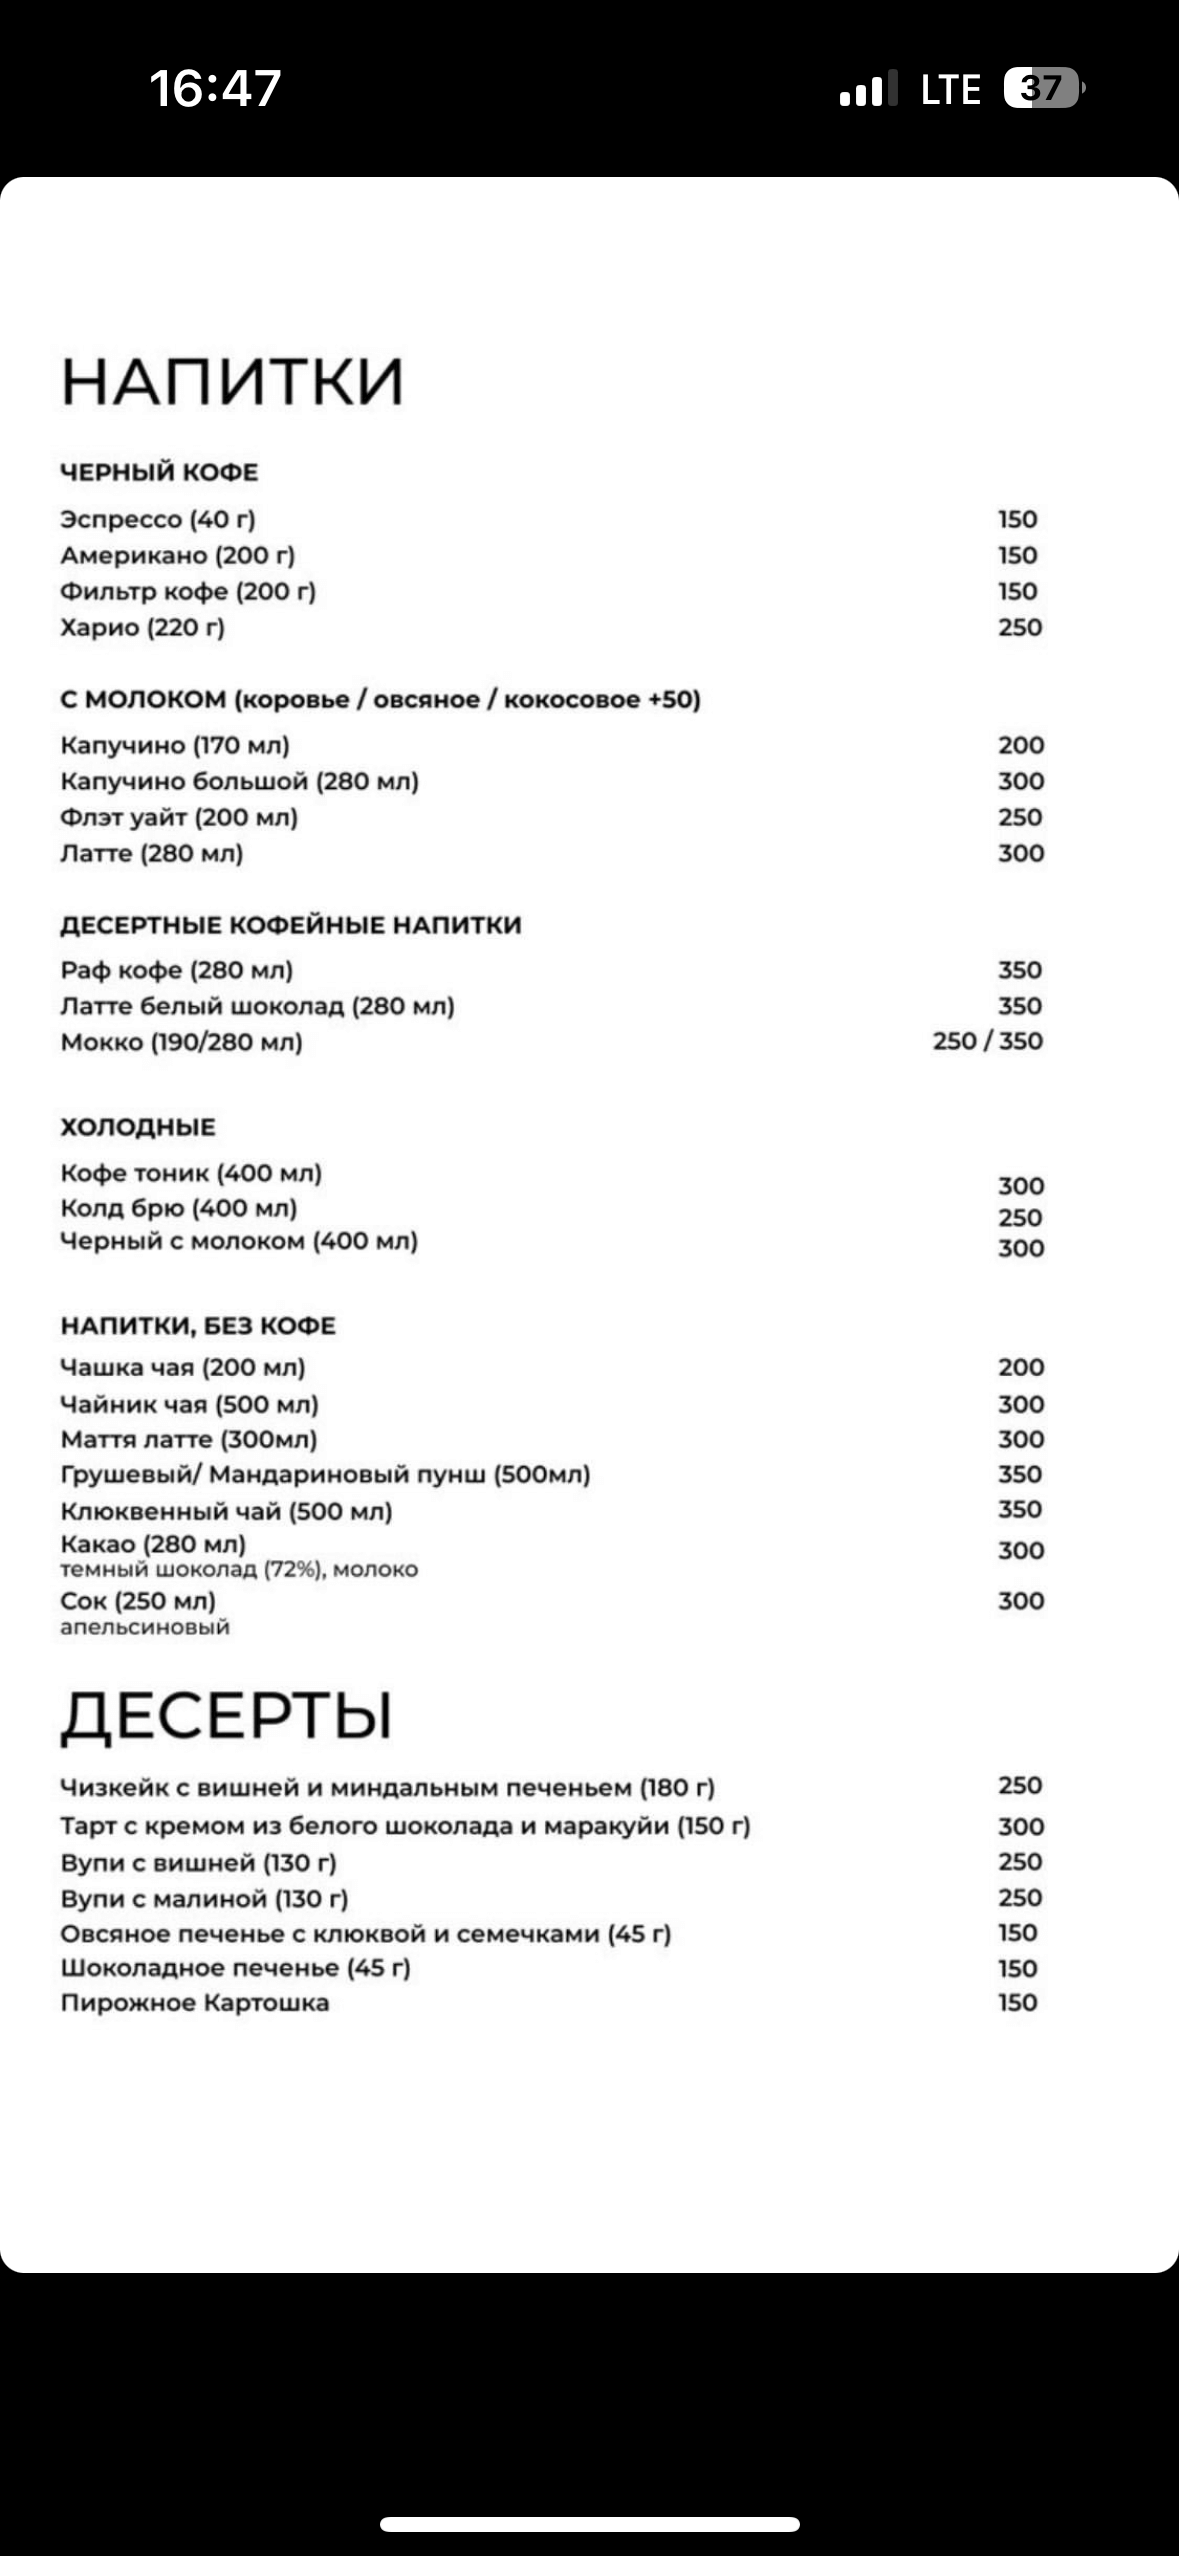 16:47 LTE 37
НАПИТКИ
ЧЕРНЫЙ КОФЕ
Эспрессо (40 г) 150
Американо (200 г) 150
Фильтр кофе (200 г) 150
Харио (220 г) 250
С МОЛОКОМ (коровье / овсяное / кокосовое +50)
Капучино (170 мл) 200
Капучино большой (280 мл) 300
Флэт уайт (200 мл) 250
Латте (280 мл) 300
ДЕСЕРТНЫЕ КОФЕЙНЫЕ НАПИТКИ
Раф кофе (280 мл) 350
Латте белый шоколад (280 мл) 350
Мокко (190/280 мл) 250 / 350
ХОЛОДНЫЕ
Кофе тоник (400 мл) 300
Колд брю (400 мл) 250
Черный с молоком (400 мл) 300
НАПИТКИ, БЕЗ КОФЕ
Чашка чая (200 мл) 200
Чайник чая (500 мл) 300
Маття латте (300мл) 300
Грушевый/ Мандариновый пунш (500мл) 350
Клюквенный чай (500 мл) 350
Какао (280 мл) 300
темный шоколад (72%), молоко
Сок (250 мл) 300
апельсиновый
ДЕСЕРТЫ
Чизкейк с вишней и миндальным печеньем (180 г) 250
Тарт с кремом из белого шоколада и маракуйи (150 г) 300
Вупи с вишней (130 г) 250
Вупи с малиной (130 г) 250
Овсяное печенье с клюквой и семечками (45 г) 150
Шоколадное печенье (45 г) 150
Пирожное Картошка 150